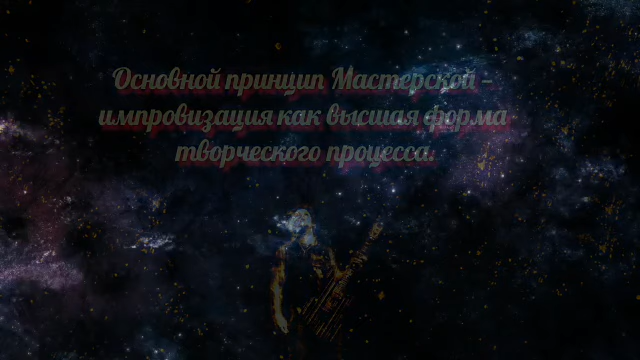 Основной принцип Мастерской –
импровизация как высшая форма
творческого процесса.